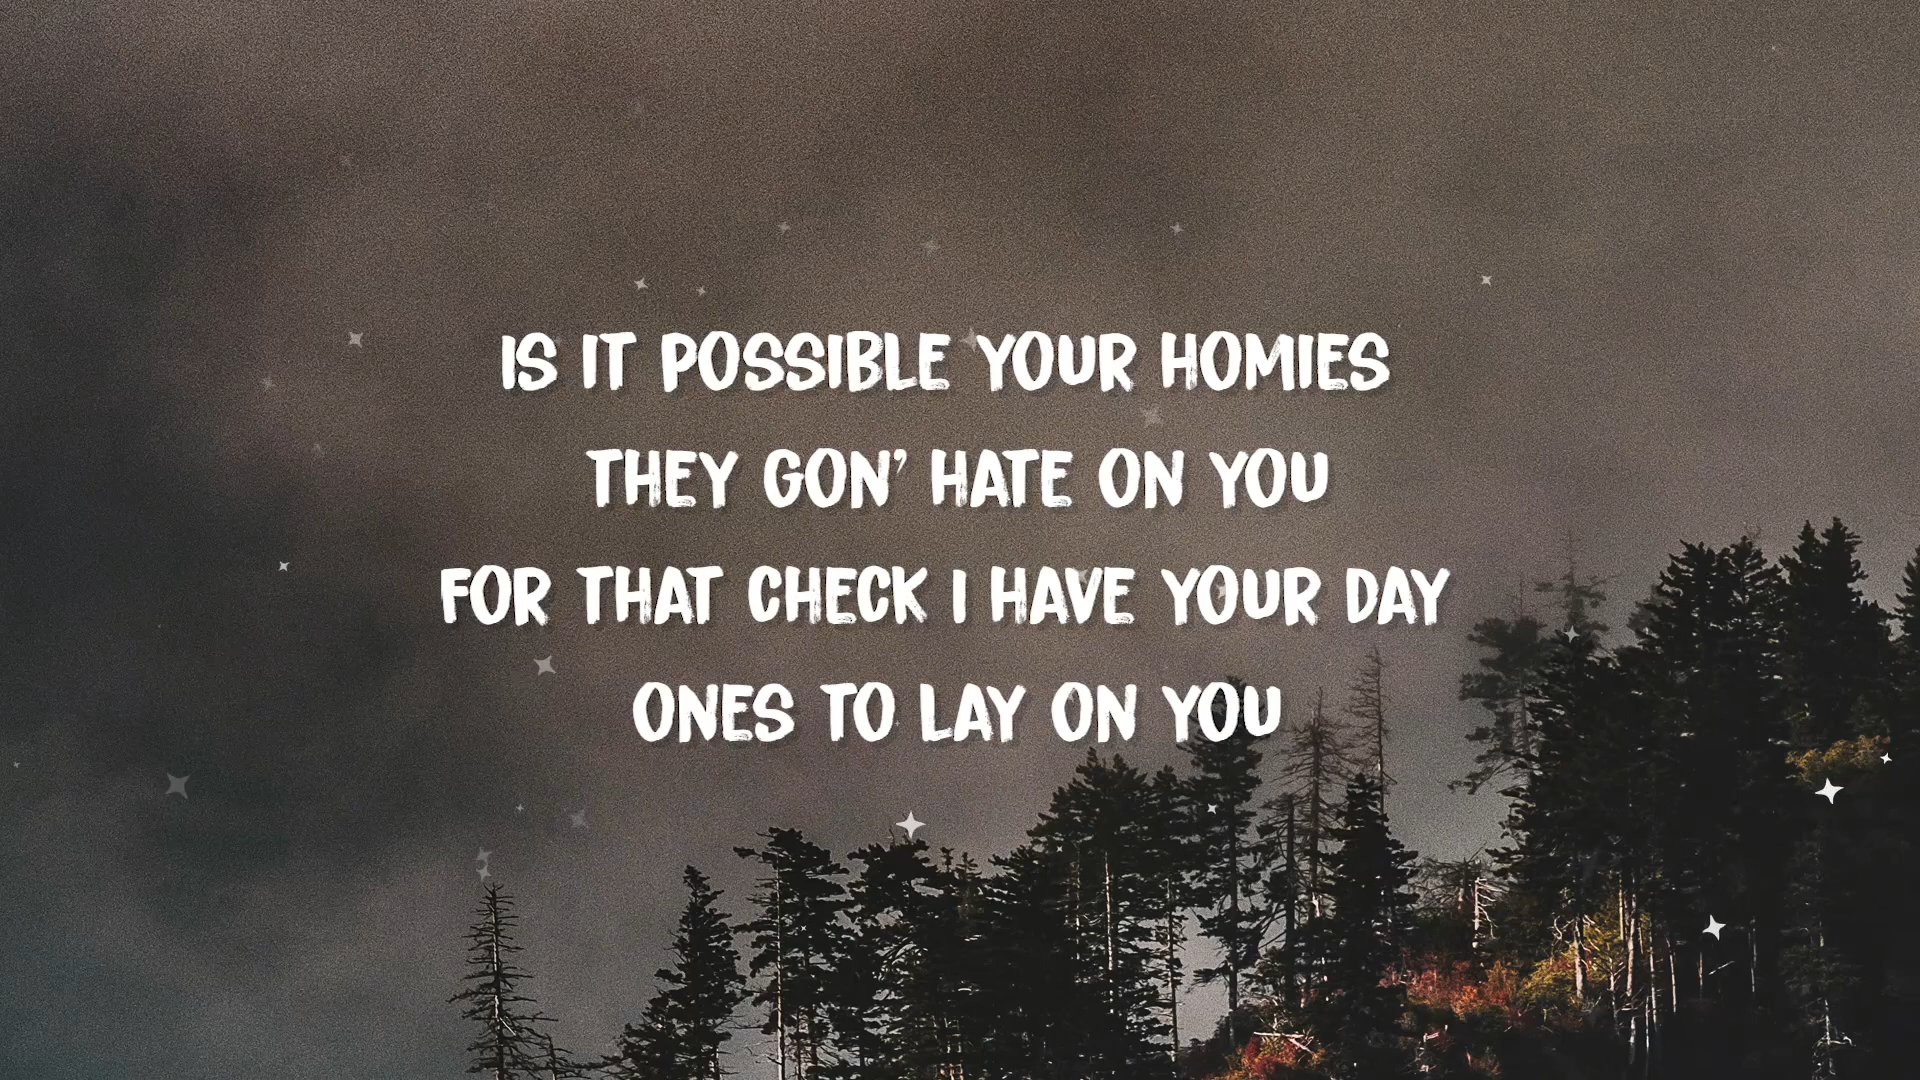 IS IT POSSIBLE YOUR HOMIES
THEY GON' HATE ON YOU
FOR THAT CHECK I HAVE YOUR DAY
ONES TO LAY ON YOU